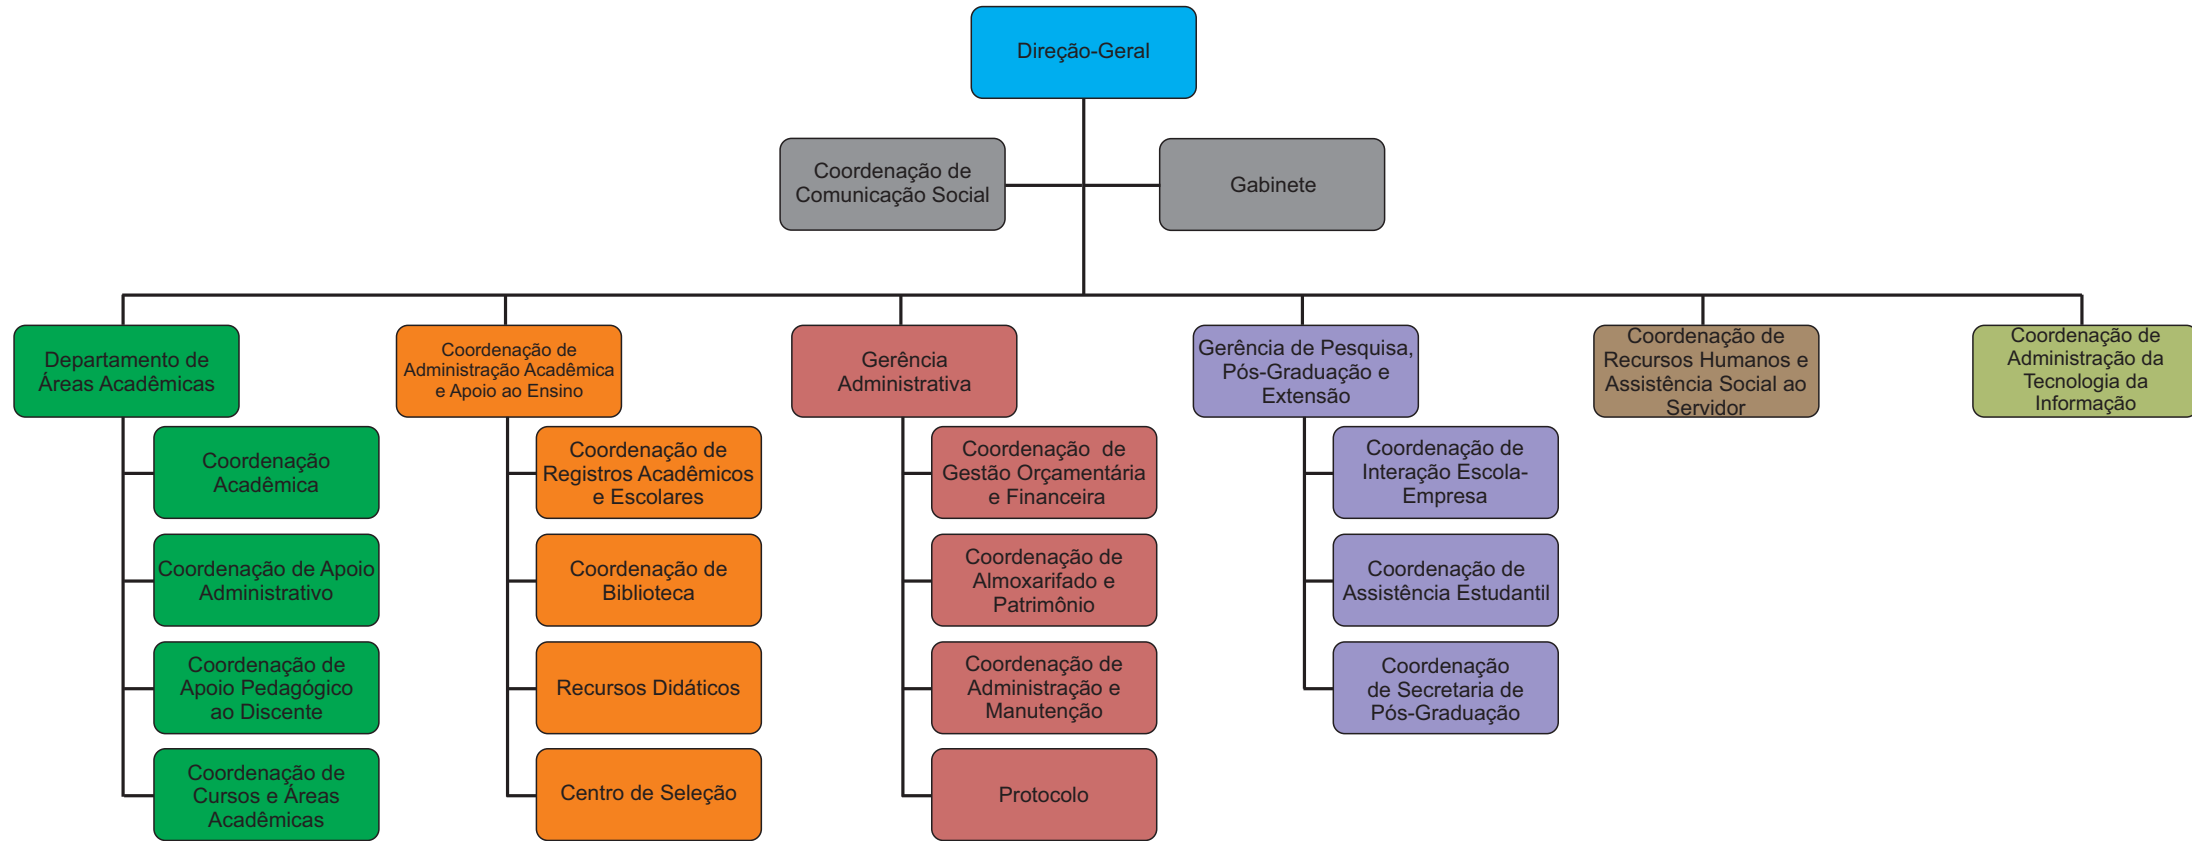 Direção-Geral
Coordenação de
Comunicação Social
Gabinete
Departamento de
Áreas Acadêmicas
Coordenação
Acadêmica
Coordenação de Apoio
Administrativo
Coordenação de
Apoio Pedagógico
ao Discente
Coordenação de
Cursos e Áreas
Acadêmicas
Coordenação de
Administração Acadêmica
e Apoio ao Ensino
Coordenação de
Registros Acadêmicos
e Escolares
Coordenação de
Biblioteca
Recursos Didáticos
Centro de Seleção
Gerência
Administrativa
Coordenação de
Gestão Orçamentária
e Financeira
Coordenação de
Almoxarifado e
Patrimônio
Coordenação de
Administração e
Manutenção
Protocolo
Gerência de Pesquisa,
Pós-Graduação e
Extensão
Coordenação de
Interação Escola-
Empresa
Coordenação de
Assistência Estudantil
Coordenação
de Secretaria de
Pós-Graduação
Coordenação de
Recursos Humanos e
Assistência Social ao
Servidor
Coordenação de
Administração da
Tecnologia da
Informação